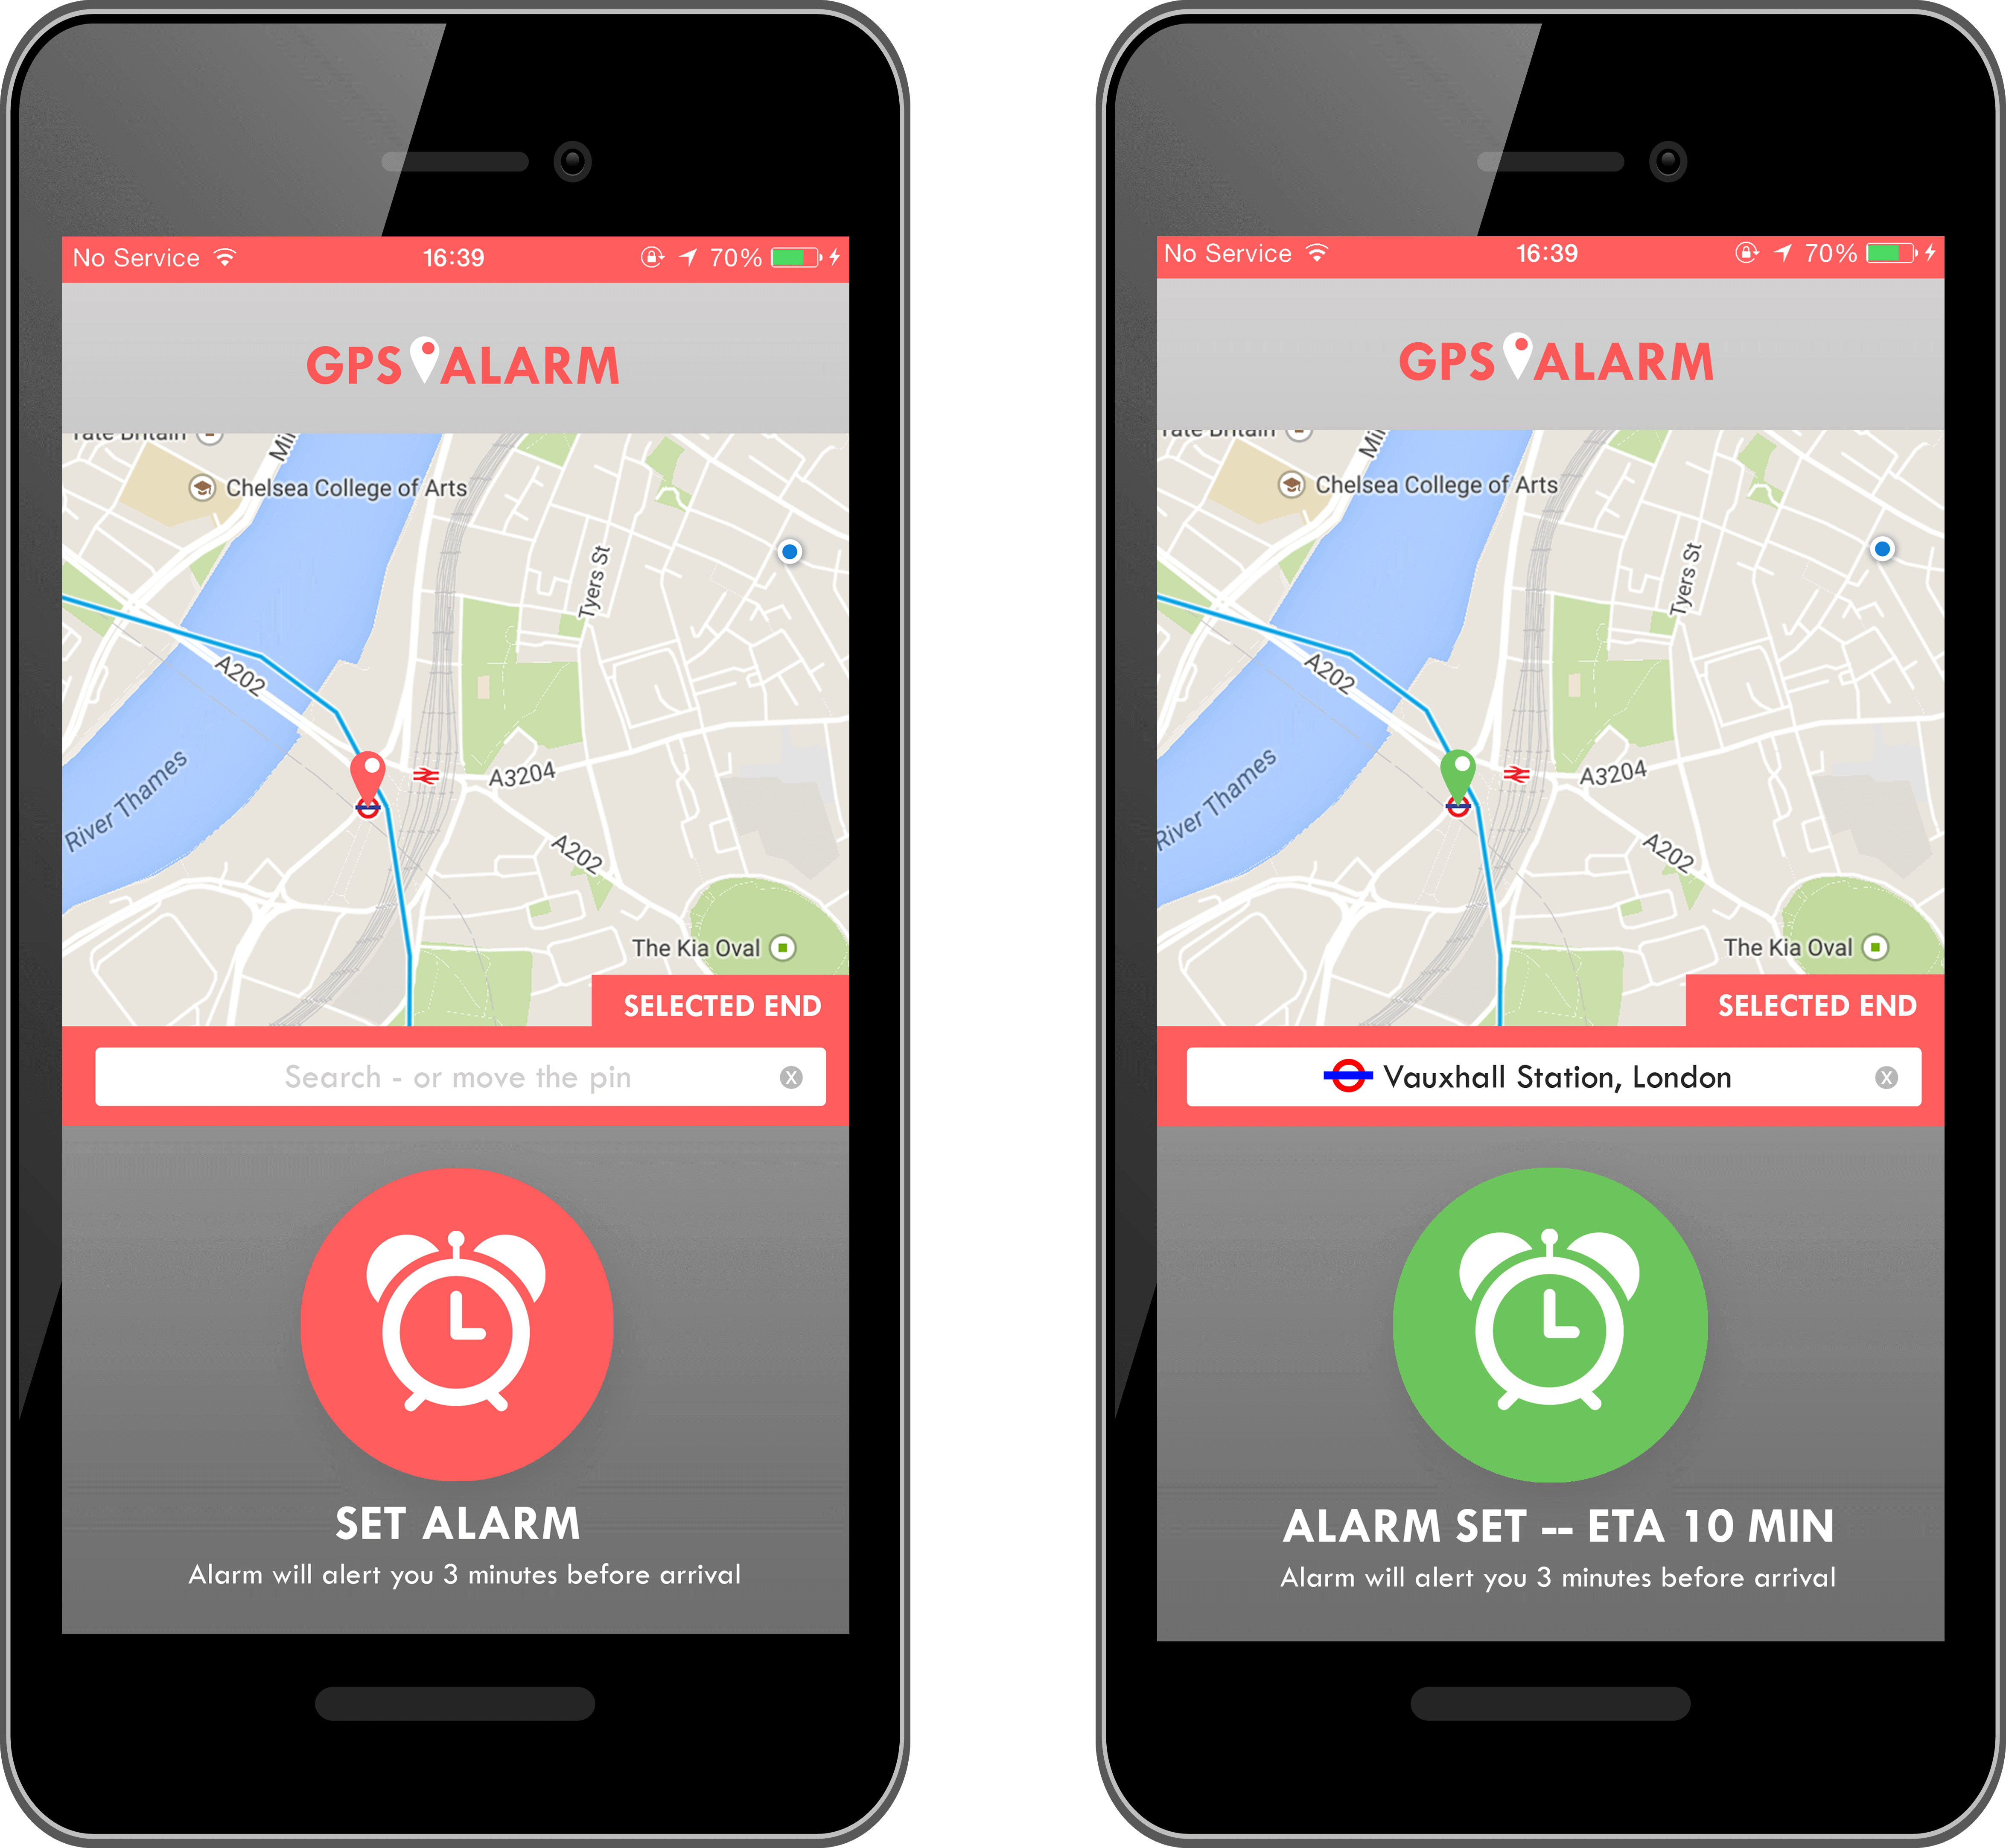 No Service 16:39 70%
GPS ALARM
Tate Britain
Chelsea College of Arts
Tyers St
A202
A3204
River Thames
A202
The Kia Oval
SELECTED END
Search - or move the pin
SET ALARM
Alarm will alert you 3 minutes before arrival
No Service 16:39 70%
GPS ALARM
Tate Britain
Chelsea College of Arts
Tyers St
A202
A3204
River Thames
A202
The Kia Oval
SELECTED END
Vauxhall Station, London
ALARM SET -- ETA 10 MIN
Alarm will alert you 3 minutes before arrival